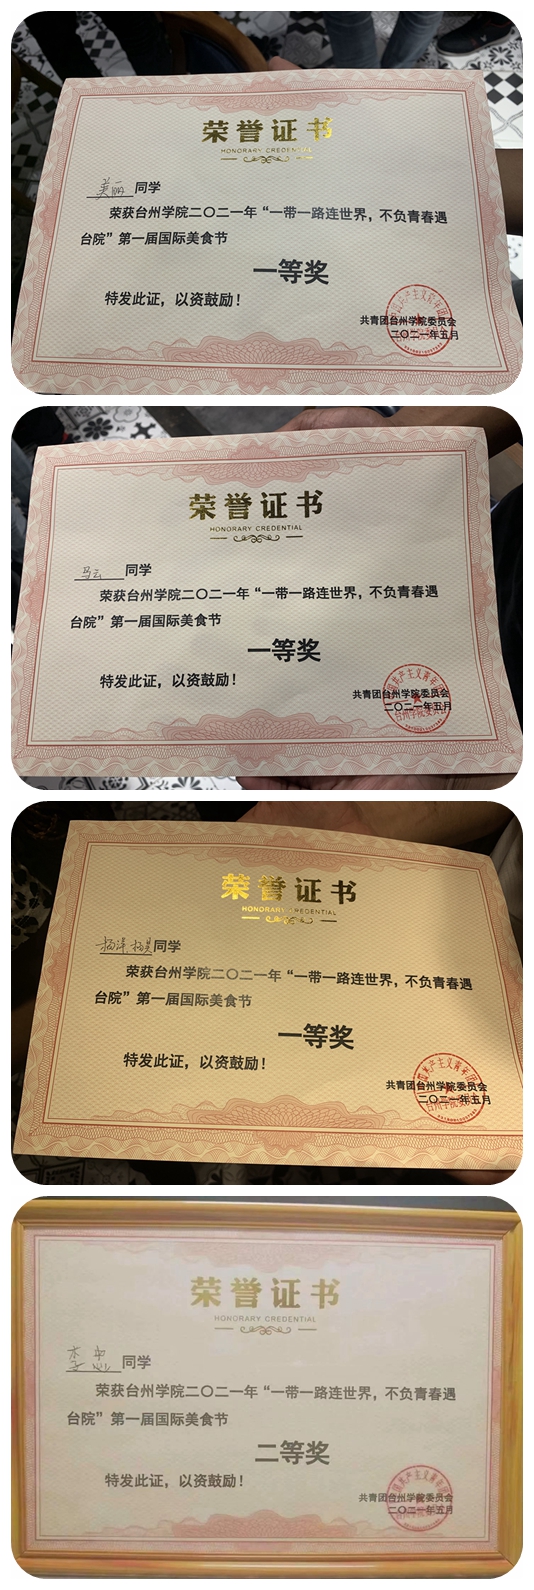 荣誉证书
HONORARY CREDENTIAL
美丽同学
荣获台州学院二〇二一年“一带一路连世界，不负青春遇
台院”第一届国际美食节
一等奖
特发此证，以资鼓励！
共青团台州学院委员会
二〇二一年五月
荣誉证书
HONORARY CREDENTIAL
马云同学
荣获台州学院二〇二一年“一带一路连世界，不负青春遇
台院”第一届国际美食节
一等奖
特发此证，以资鼓励！
共青团台州学院委员会
二〇二一年五月
荣誉证书
HONORARY CREDENTIAL
同学
荣获台州学院二〇二一年“一带一路连世界，不负青春遇
台院”第一届国际美食节
一等奖
特发此证，以资鼓励！
共青团台州学院委员会
二〇二一年五月
荣誉证书
HONORARY CREDENTIAL
李忠同学
荣获台州学院二〇二一年“一带一路连世界，不负青春遇
台院”第一届国际美食节
二等奖
特发此证，以资鼓励！
共青团台州学院委员会
二〇二一年五月